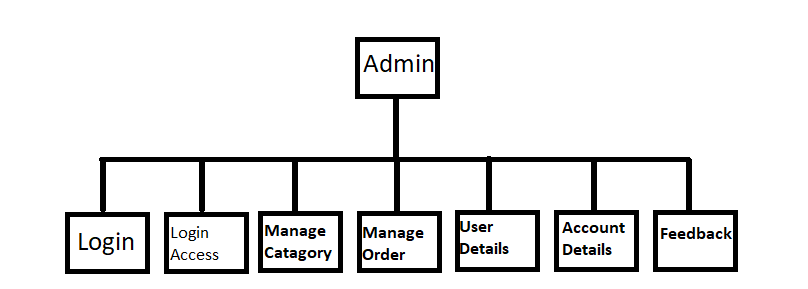 Admin
Login
Login
Access
Manage
Catagory
Manage
Order
User
Details
Account
Details
Feedback